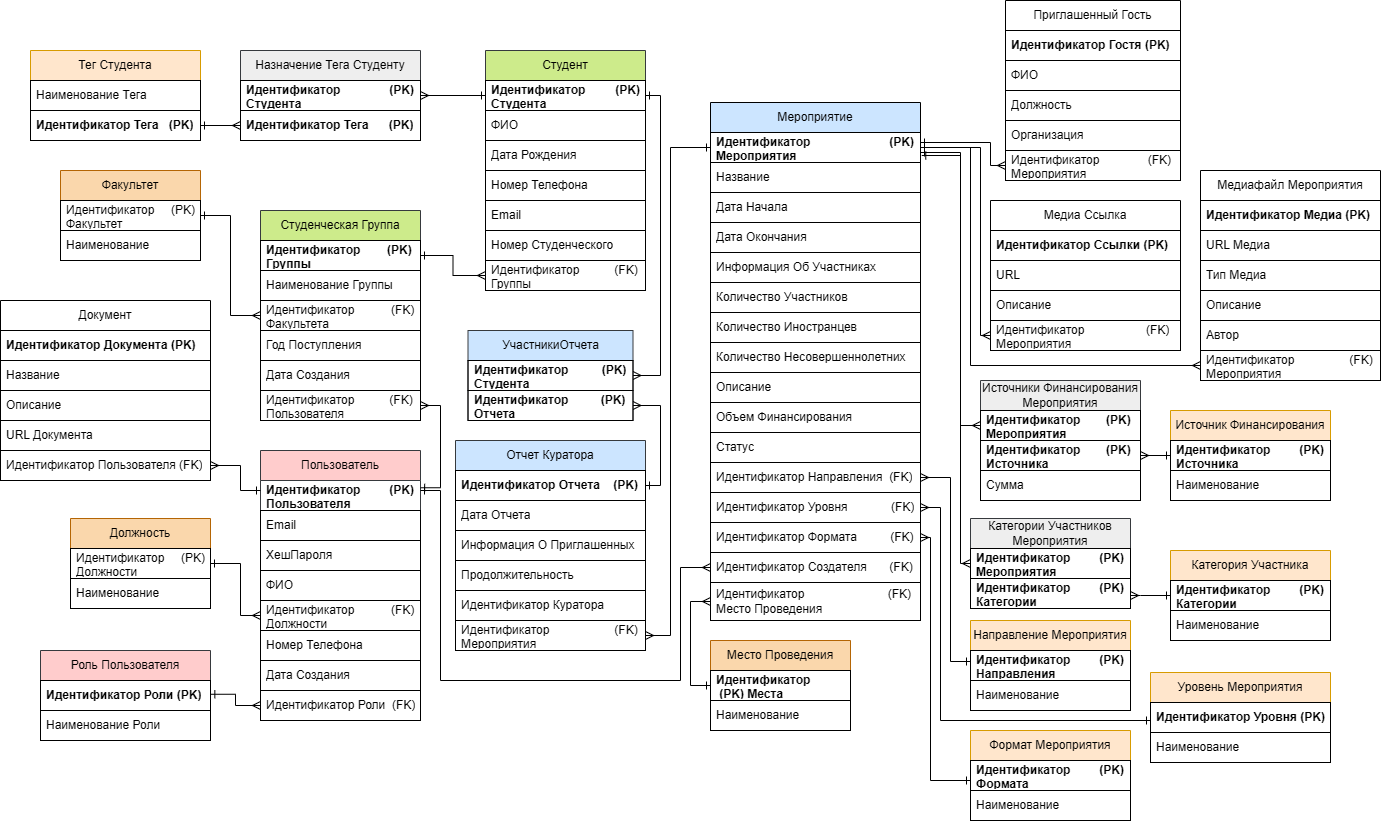 Тег Студента
Наименование Тега
Идентификатор Тега (PK)
Назначение Тега Студенту
Идентификатор (PK)
Студента
Идентификатор Тега (PK)
Студент
Идентификатор (PK)
Студента
ФИО
Дата Рождения
Номер Телефона
Email
Номер Студенческого
Идентификатор (FK)
Группы
Факультет
Идентификатор (PK)
Факультет
Наименование
Студенческая Группа
Идентификатор (PK)
Группы
Наименование Группы
Идентификатор (FK)
Факультета
Год Поступления
Дата Создания
Идентификатор (FK)
Пользователя
Документ
Идентификатор Документа (PK)
Название
Описание
URL Документа
Идентификатор Пользователя (FK)
УчастникиОтчета
Идентификатор (PK)
Студента
Идентификатор (PK)
Отчета
Отчет Куратора
Идентификатор Отчета (PK)
Дата Отчета
Информация О Приглашенных
Продолжительность
Идентификатор Куратора
Идентификатор (FK)
Мероприятия
Пользователь
Идентификатор (PK)
Пользователя
Email
ХешПароля
ФИО
Идентификатор (FK)
Должности
Номер Телефона
Дата Создания
Идентификатор Роли (FK)
Должность
Идентификатор (PK)
Должности
Наименование
Роль Пользователя
Идентификатор Роли (PK)
Наименование Роли
Мероприятие
Идентификатор (PK)
Мероприятия
Название
Дата Начала
Дата Окончания
Информация Об Участниках
Количество Участников
Количество Иностранцев
Количество Несовершеннолетних
Описание
Объем Финансирования
Статус
Идентификатор Направления (FK)
Идентификатор Уровня (FK)
Идентификатор Формата (FK)
Идентификатор Создателя (FK)
Идентификатор (FK)
Место Проведения
Место Проведения
Идентификатор
(PK) Места
Наименование
Приглашенный Гость
Идентификатор Гостя (PK)
ФИО
Должность
Организация
Идентификатор (FK)
Мероприятия
Медиа Ссылка
Идентификатор Ссылки (PK)
URL
Описание
Идентификатор (FK)
Мероприятия
Медиафайл Мероприятия
Идентификатор Медиа (PK)
URL Медиа
Тип Медиа
Описание
Автор
Идентификатор (FK)
Мероприятия
Источники Финансирования
Мероприятия
Идентификатор (PK)
Мероприятия
Идентификатор (PK)
Источника
Сумма
Источник Финансирования
Идентификатор (PK)
Источника
Наименование
Категории Участников
Мероприятия
Идентификатор (PK)
Мероприятия
Идентификатор (PK)
Категории
Категория Участника
Идентификатор (PK)
Категории
Наименование
Направление Мероприятия
Идентификатор (PK)
Направления
Наименование
Уровень Мероприятия
Идентификатор Уровня (PK)
Наименование
Формат Мероприятия
Идентификатор (PK)
Формата
Наименование